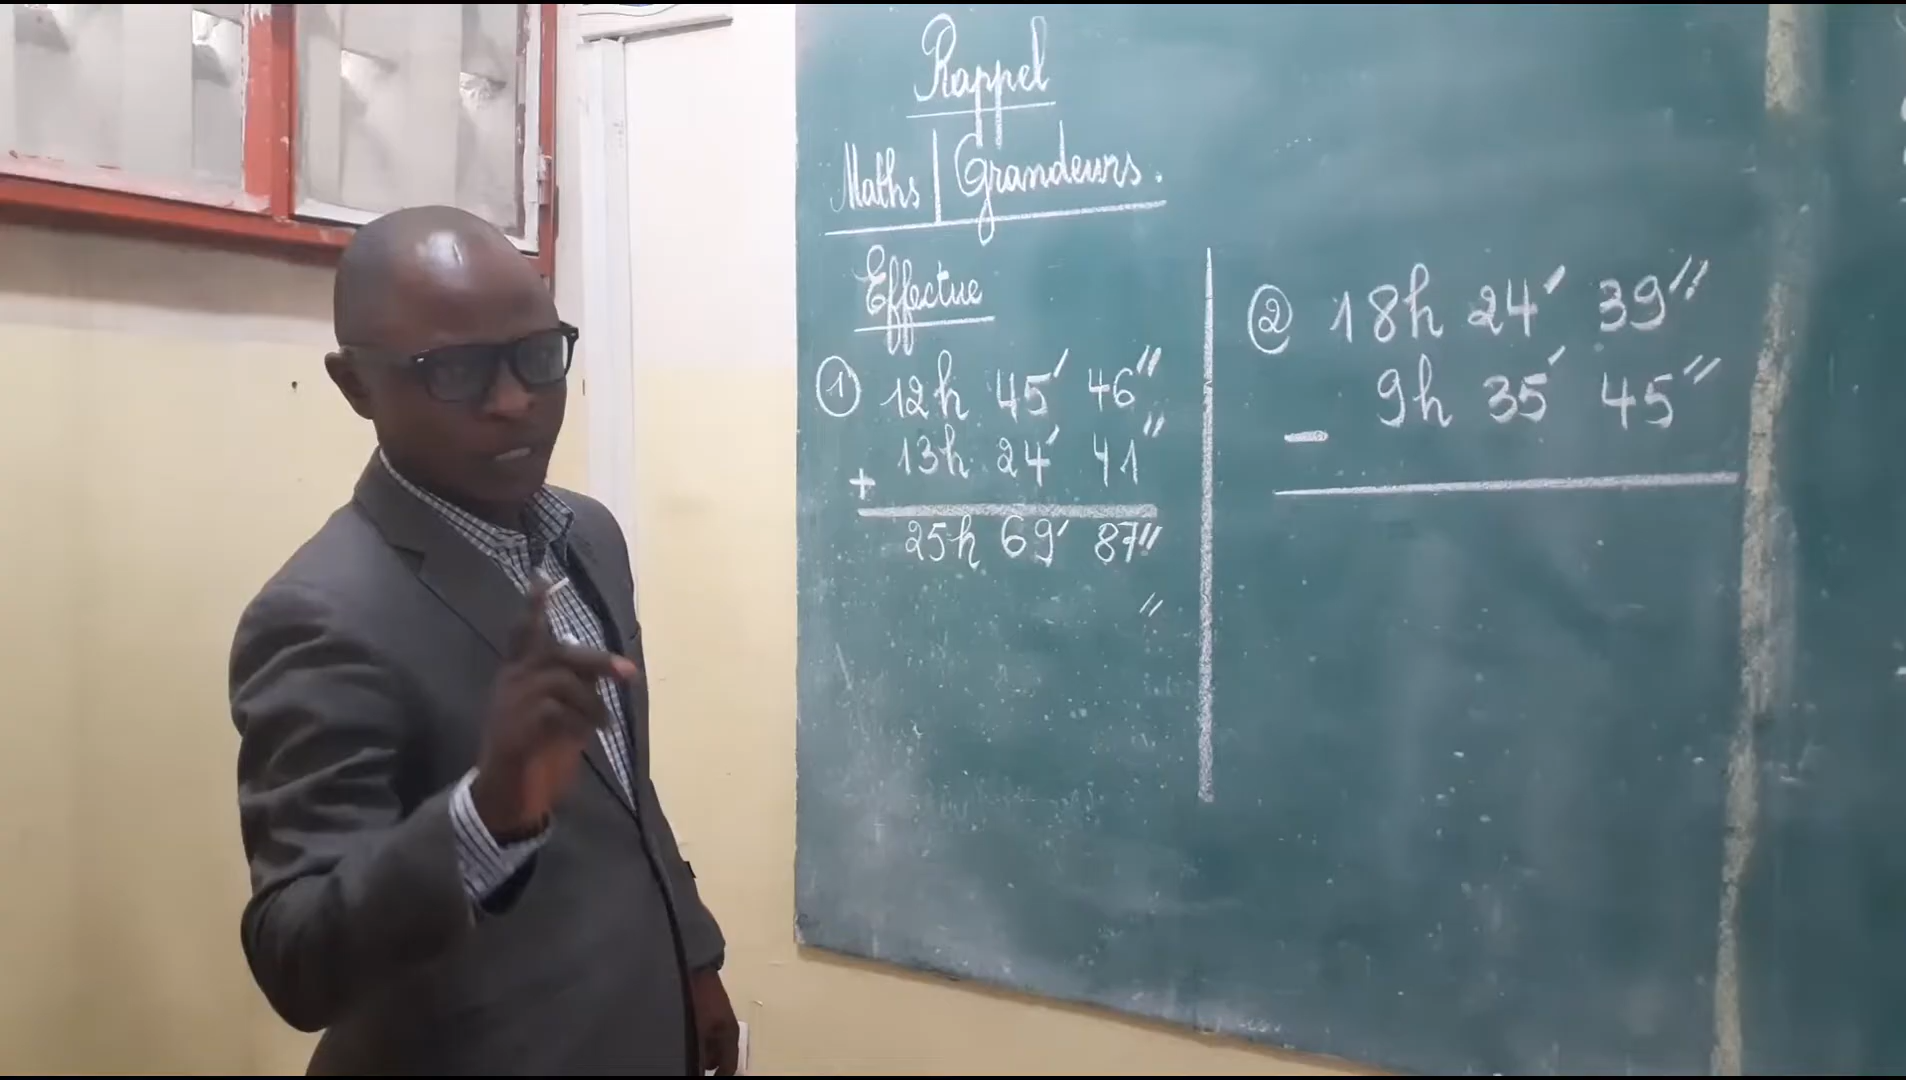 Rappel
Maths | Grandeurs.
Effectue
① 12h 45′ 46″
13h 24′ 41″
+
25h 69′ 87″
″
② 18h 24′ 39″
9h 35′ 45″
−